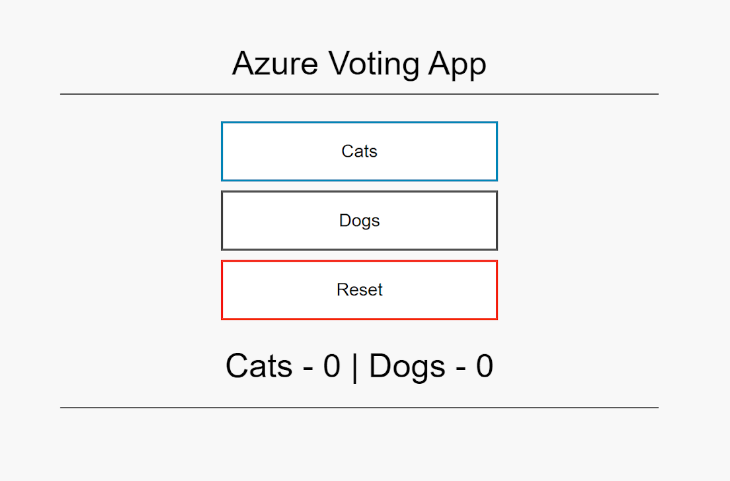 Azure Voting App
Cats
Dogs
Reset
Cats - 0 | Dogs - 0